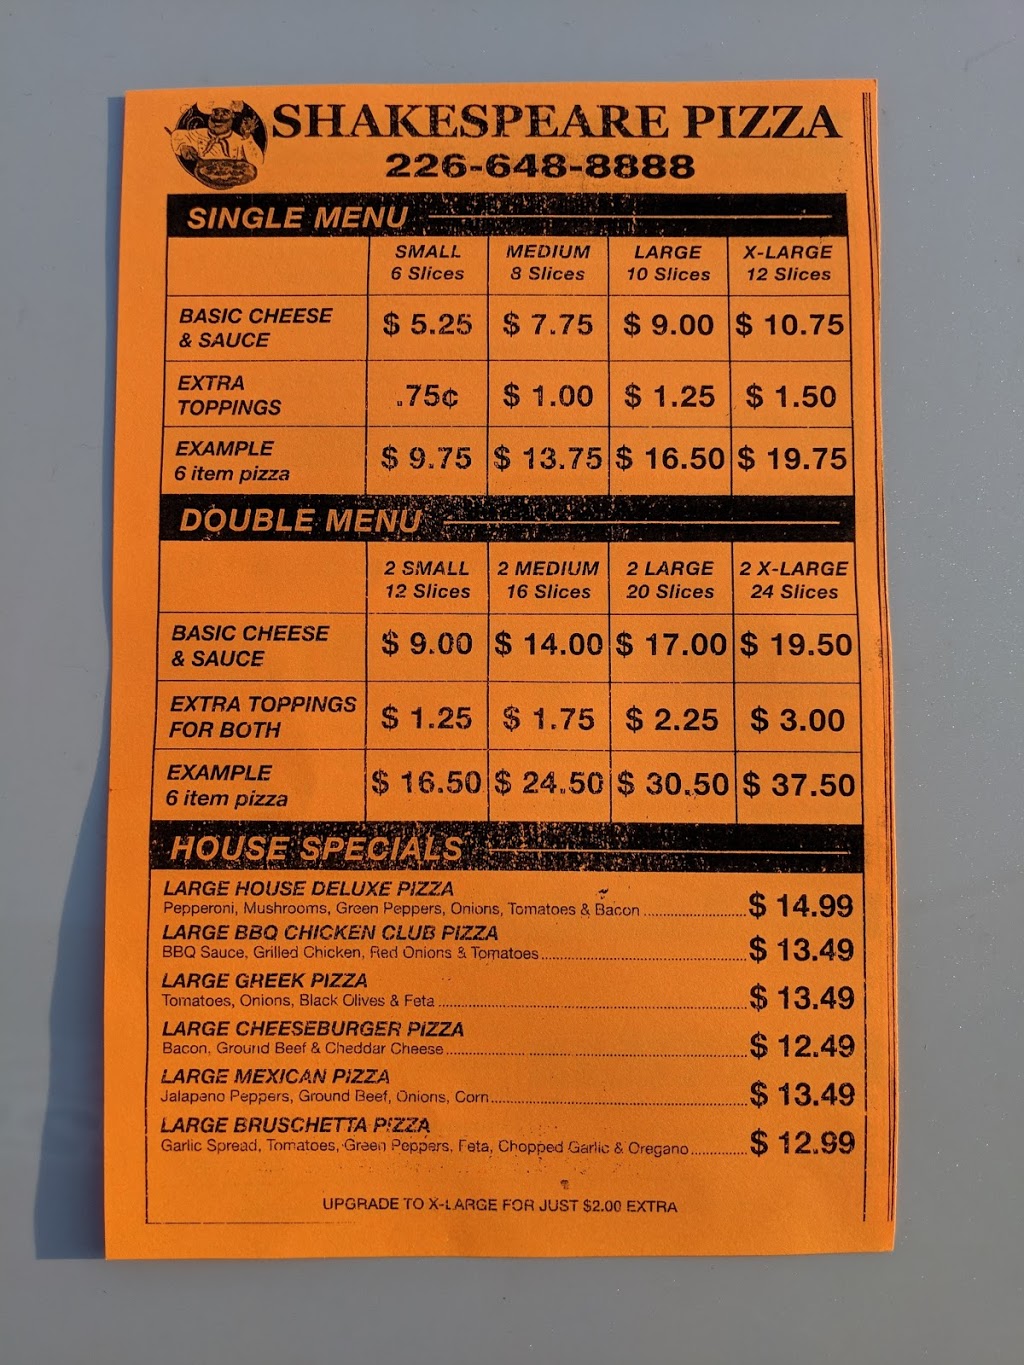 SHAKESPEARE PIZZA
226-648-8888
SINGLE MENU
SMALL MEDIUM LARGE X-LARGE
6 Slices 8 Slices 10 Slices 12 Slices
BASIC CHEESE
& SAUCE
$ 5.25 $ 7.75 $ 9.00 $ 10.75
EXTRA
TOPPINGS
.75¢ $ 1.00 $ 1.25 $ 1.50
EXAMPLE
6 item pizza
$ 9.75 $ 13.75 $ 16.50 $ 19.75
DOUBLE MENU
2 SMALL 2 MEDIUM 2 LARGE 2 X-LARGE
12 Slices 16 Slices 20 Slices 24 Slices
BASIC CHEESE
& SAUCE
$ 9.00 $ 14.00 $ 17.00 $ 19.50
EXTRA TOPPINGS
FOR BOTH
$ 1.25 $ 1.75 $ 2.25 $ 3.00
EXAMPLE
6 item pizza
$ 16.50 $ 24.50 $ 30.50 $ 37.50
HOUSE SPECIALS
LARGE HOUSE DELUXE PIZZA
Pepperoni, Mushrooms, Green Peppers, Onions, Tomatoes & Bacon $ 14.99
LARGE BBQ CHICKEN CLUB PIZZA
BBQ Sauce, Grilled Chicken, Red Onions & Tomatoes $ 13.49
LARGE GREEK PIZZA
Tomatoes, Onions, Black Olives & Feta $ 13.49
LARGE CHEESEBURGER PIZZA
Bacon, Ground Beef & Cheddar Cheese $ 12.49
LARGE MEXICAN PIZZA
Jalapeno Peppers, Ground Beef, Onions, Corn $ 13.49
LARGE BRUSCHETTA PIZZA
Garlic Spread, Tomatoes, Green Peppers, Feta, Chopped Garlic & Oregano $ 12.99
UPGRADE TO X-LARGE FOR JUST $2.00 EXTRA